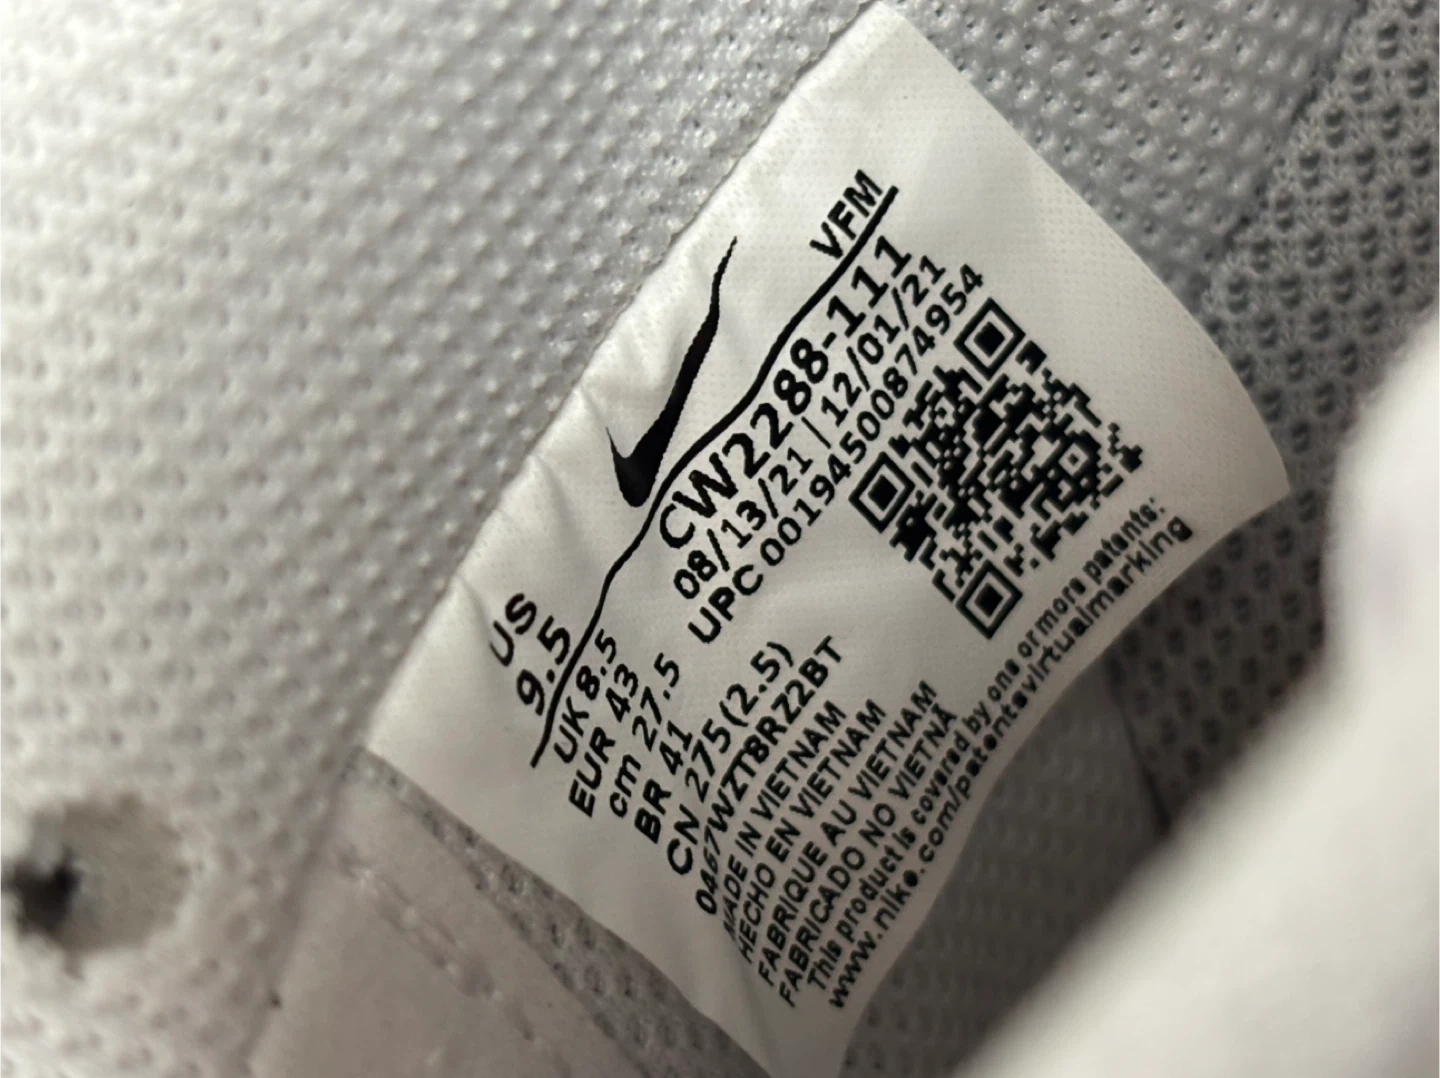 US
9.5
VFM
UK 8.5
EUR 43
cm 27.5
BR 41
CN 275 (2.5)
CW2288-111
08/13/21 | 12/01/21
UPC 00194500874954
0467WZT8RZ2BT
MADE IN VIETNAM
HECHO EN VIETNAM
FABRIQUE AU VIETNAM
FABRICADO NO VIETNÃ
This product is covered by one or more patents:
www.nike.com/patentsvirtualmarking